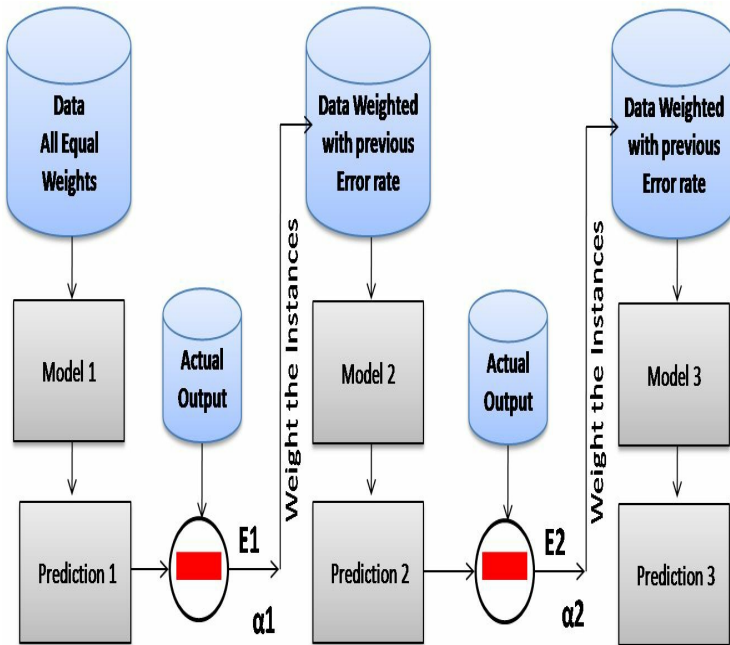 Data
All Equal
Weights
Model 1
Prediction 1
Actual
Output
E1
α1
Weight the Instances
Data Weighted
with previous
Error rate
Model 2
Prediction 2
Actual
Output
E2
α2
Weight the Instances
Data Weighted
with previous
Error rate
Model 3
Prediction 3